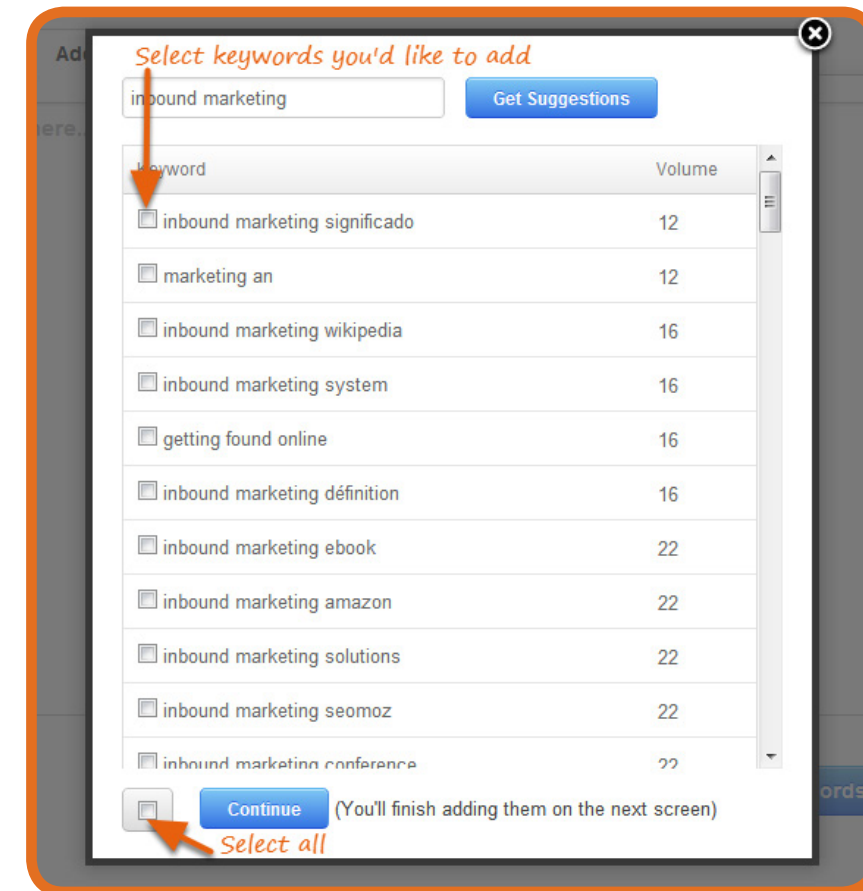 Select keywords you'd like to add
inbound marketing
Get Suggestions
Keyword Volume
inbound marketing significado 12
marketing an 12
inbound marketing wikipedia 16
inbound marketing system 16
getting found online 16
inbound marketing définition 16
inbound marketing ebook 22
inbound marketing amazon 22
inbound marketing solutions 22
inbound marketing seomoz 22
inbound marketing conference 22
Continue (You'll finish adding them on the next screen)
Select all